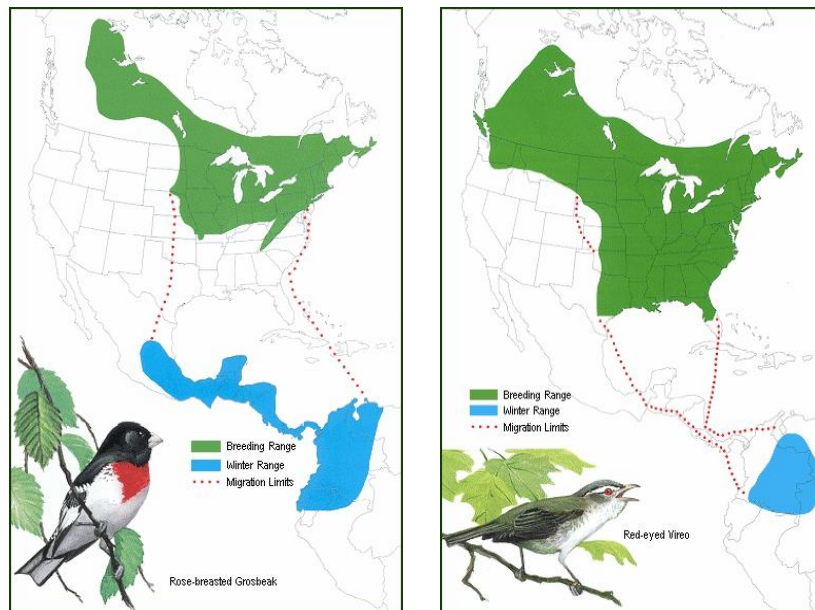 Breeding Range
Winter Range
Migration Limits
Rose-breasted Grosbeak
Breeding Range
Winter Range
Migration Limits
Red-eyed Vireo